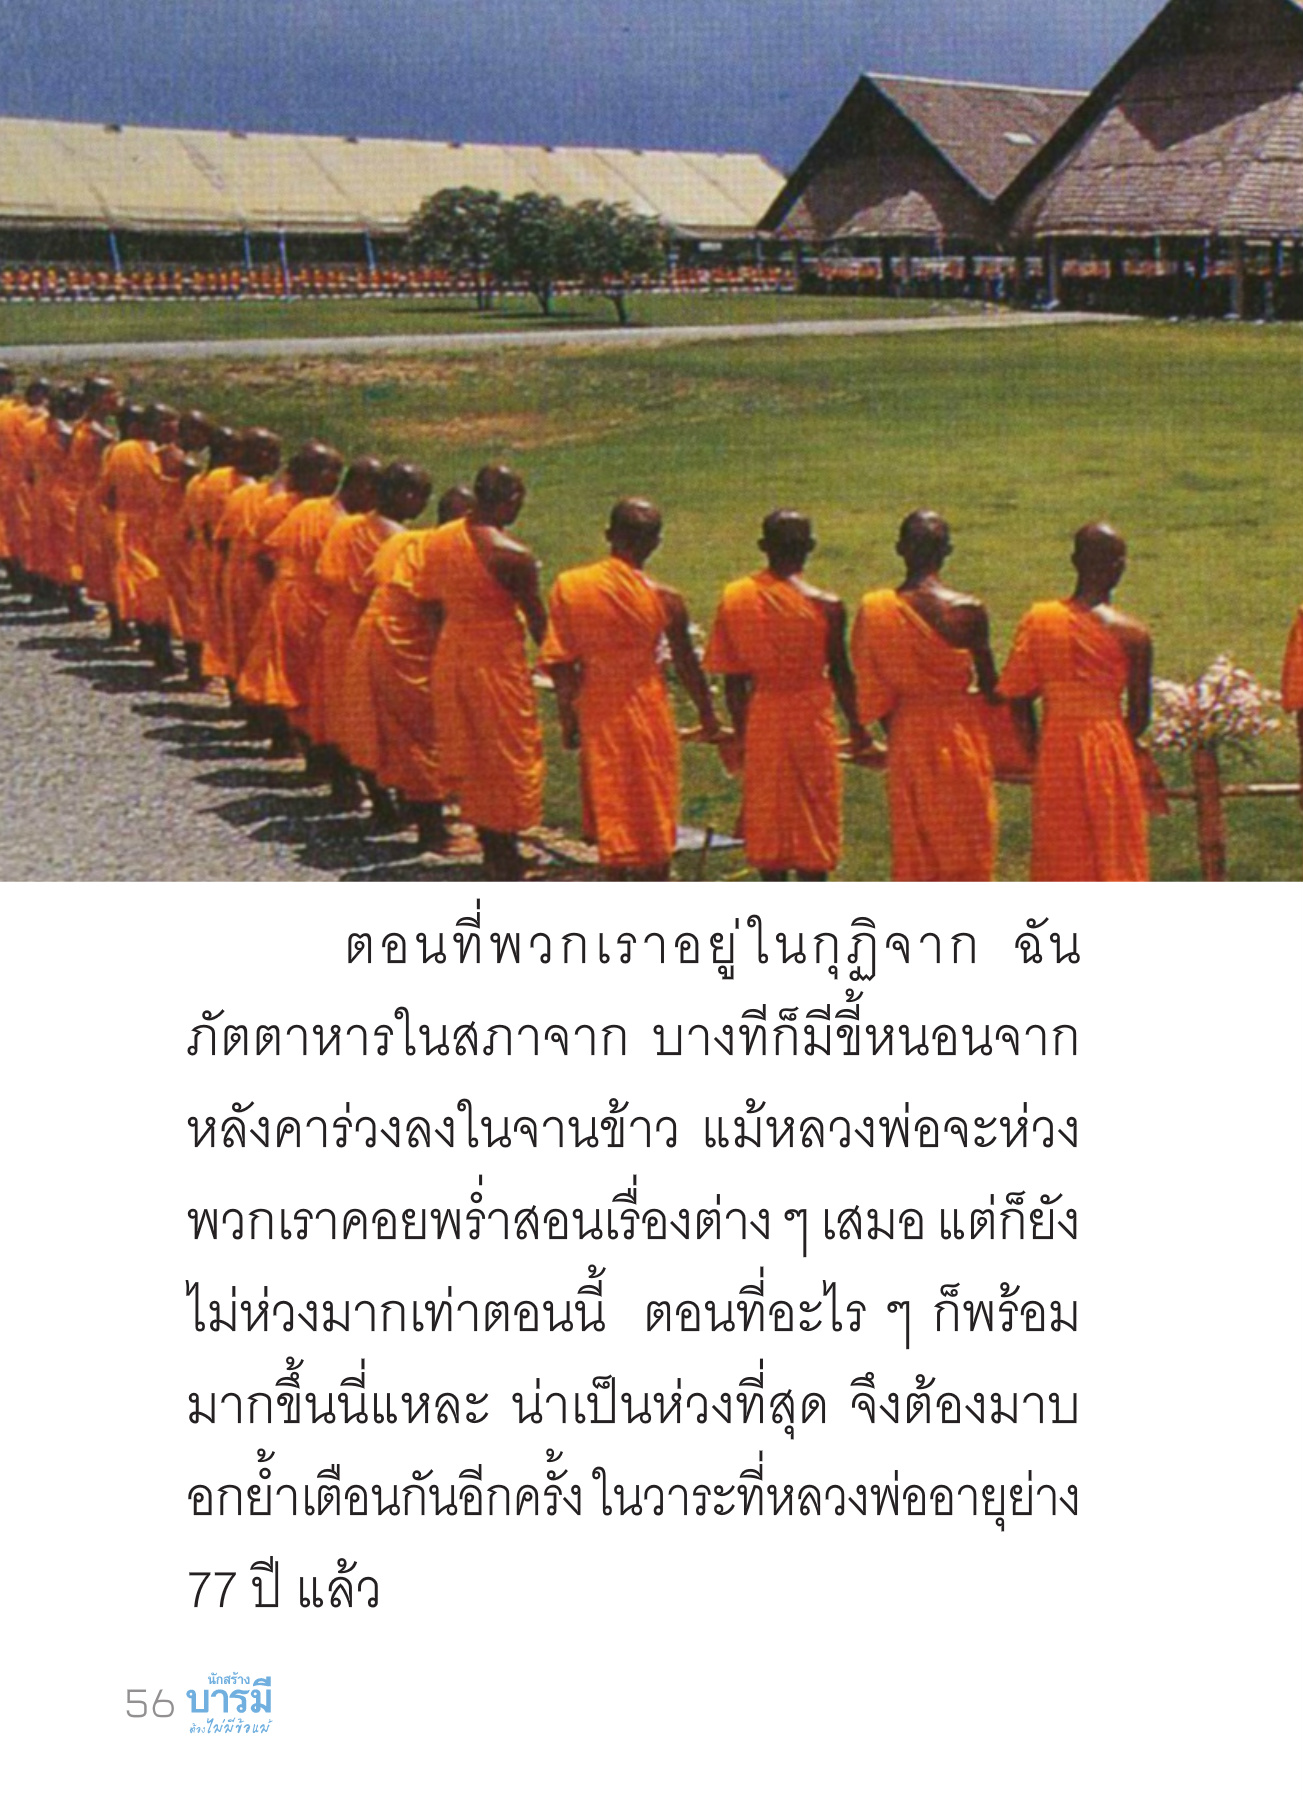 ตอนที่พวกเราอยู่ในกุฏิจาก ฉัน
ภัตตาหารในสภาจาก บางทีก็มีขี้หนอนจาก
หลังคาร่วงลงในจานข้าว แม้หลวงพ่อจะห่วง
พวกเราคอยพร่ำสอนเรื่องต่าง ๆ เสมอ แต่ก็ยัง
ไม่ห่วงมากเท่าตอนนี้ ตอนที่อะไร ๆ ก็พร้อม
มากขึ้นนี่แหละ น่าเป็นห่วงที่สุด จึงต้องมาบ
อกย้ำเตือนกันอีกครั้ง ในวาระที่หลวงพ่ออายุย่าง
77 ปี แล้ว
56 นักสร้าง
บารมี
ต้องไม่มีข้อแม้